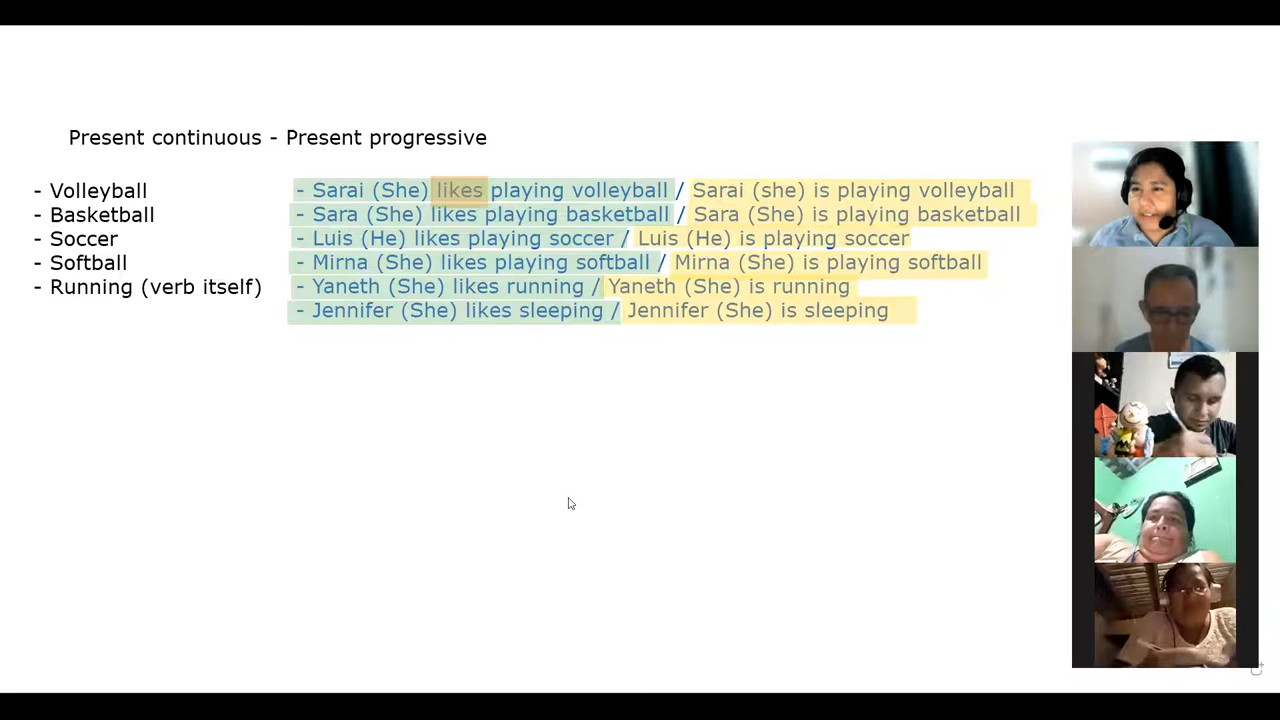 Present continuous - Present progressive
- Volleyball
- Basketball
- Soccer
- Softball
- Running (verb itself)
- Sarai (She) likes playing volleyball / Sarai (she) is playing volleyball
- Sara (She) likes playing basketball / Sara (She) is playing basketball
- Luis (He) likes playing soccer / Luis (He) is playing soccer
- Mirna (She) likes playing softball / Mirna (She) is playing softball
- Yaneth (She) likes running / Yaneth (She) is running
- Jennifer (She) likes sleeping / Jennifer (She) is sleeping